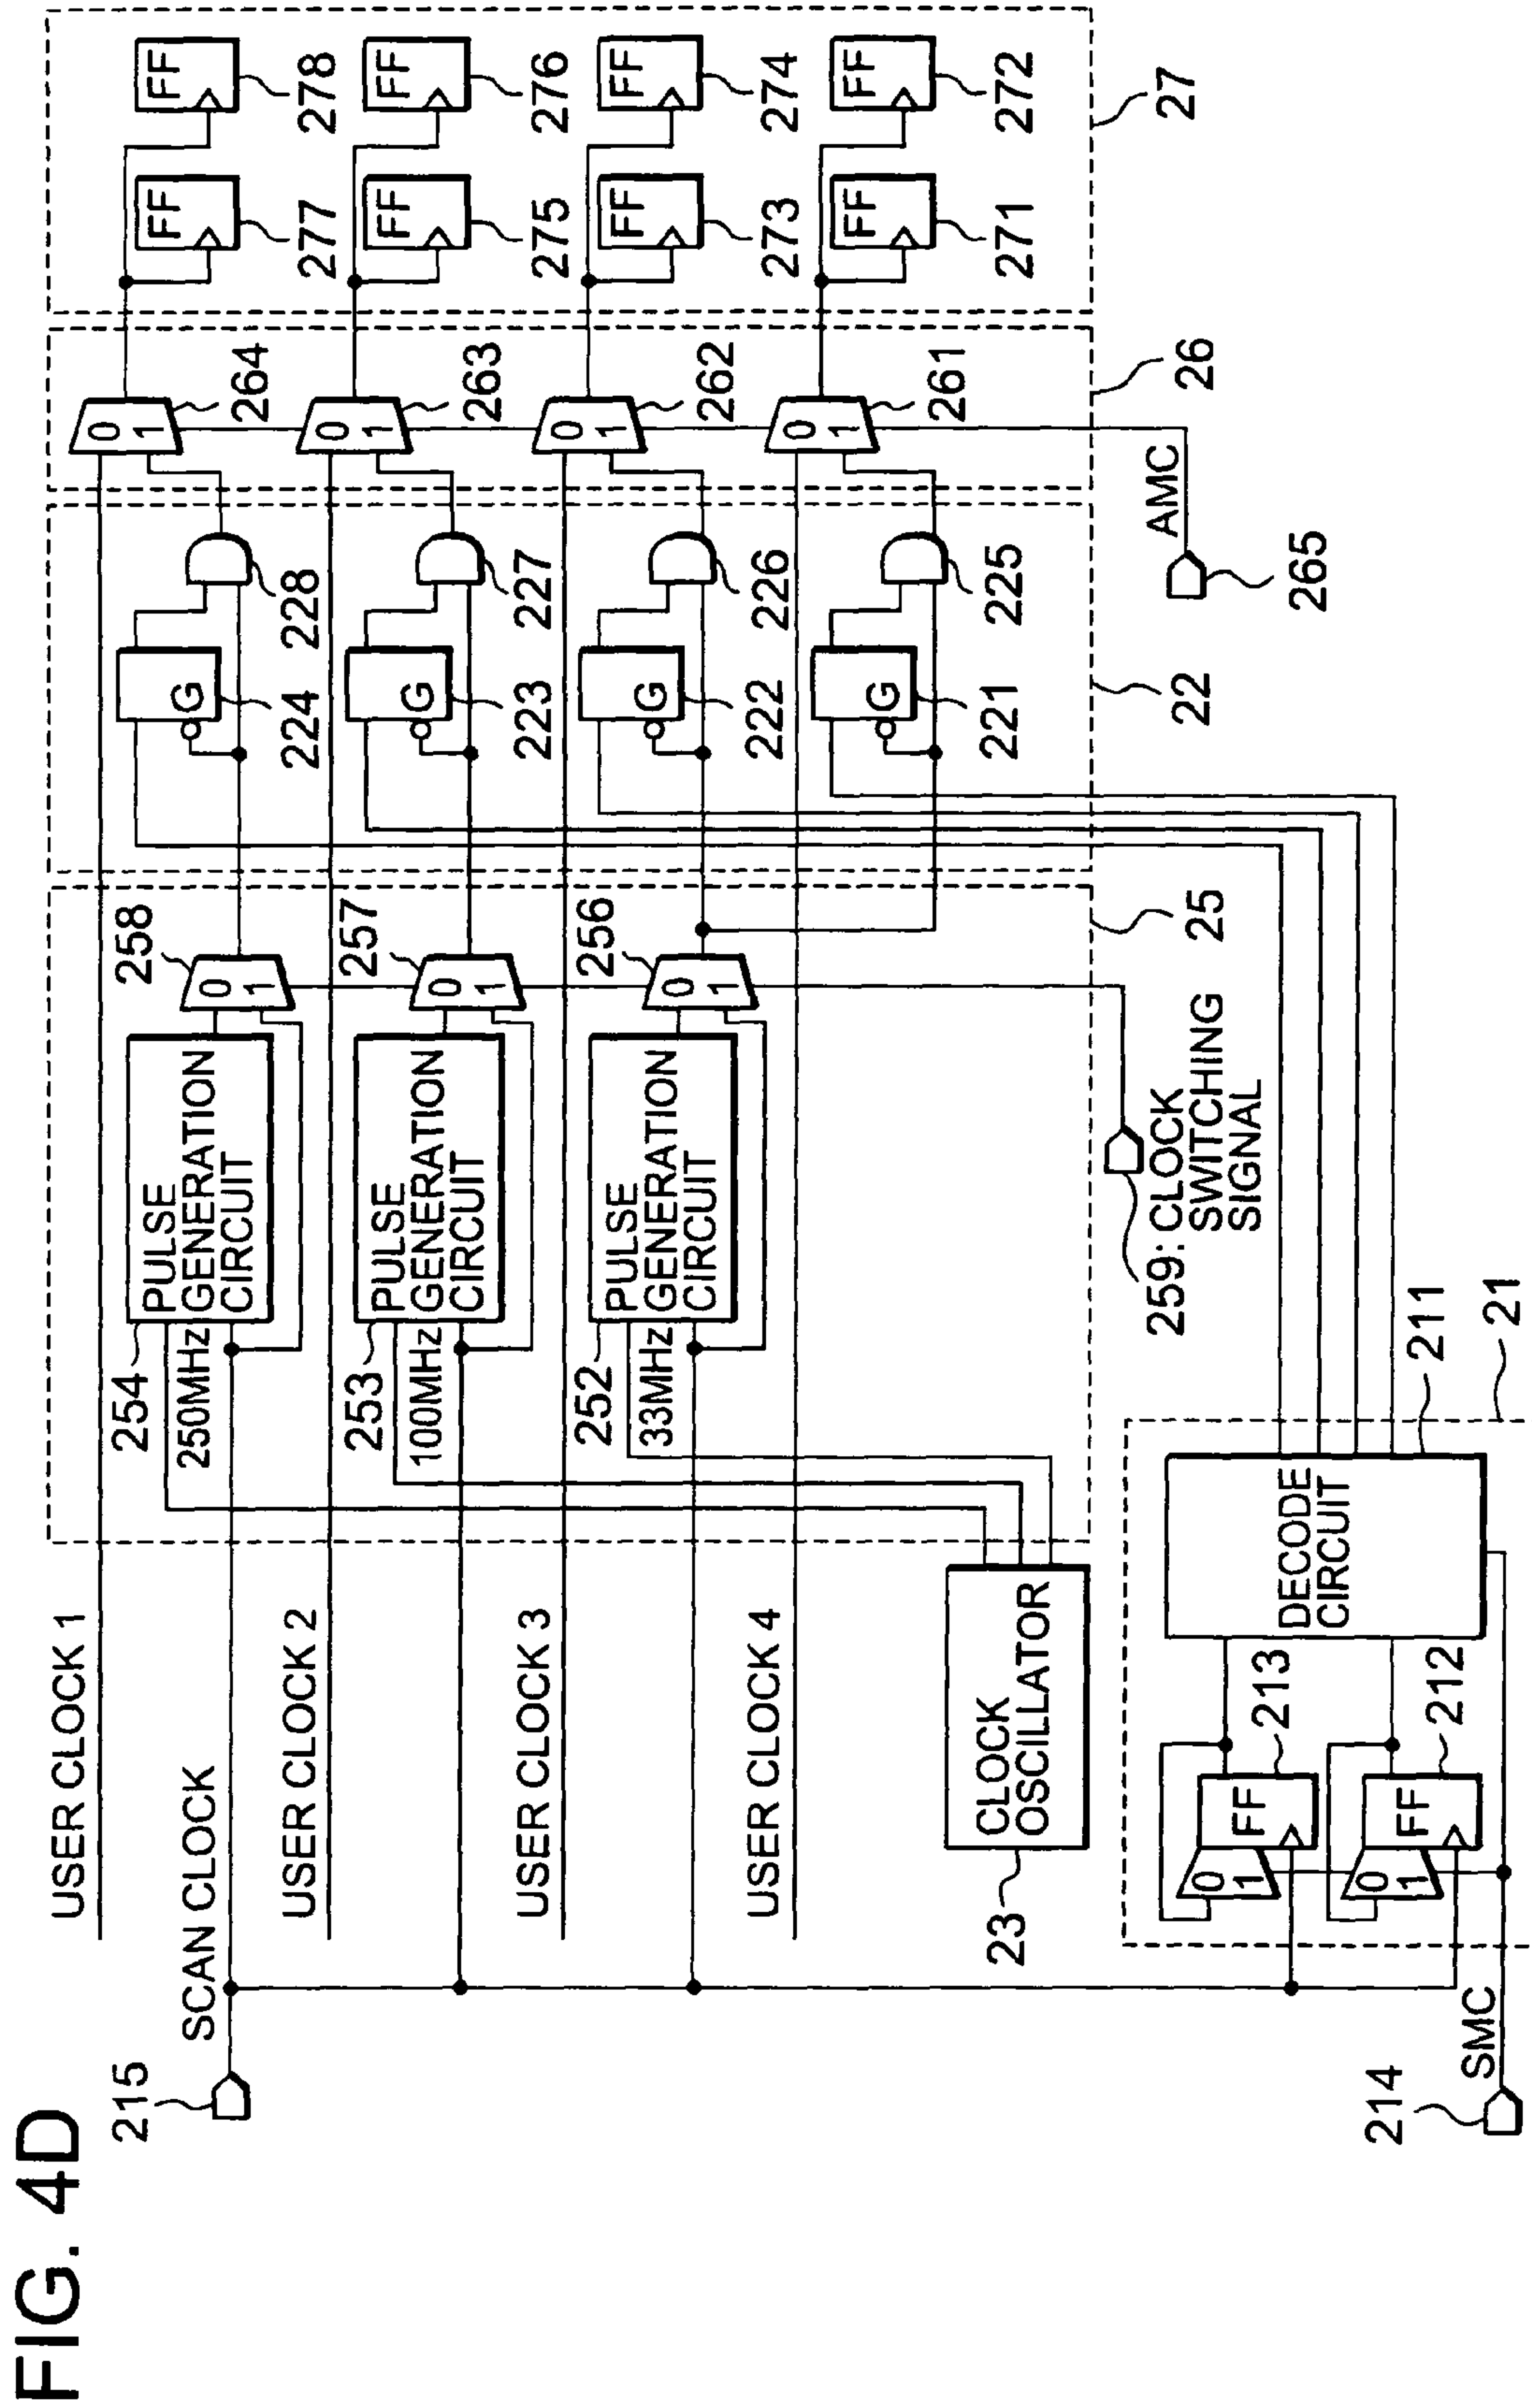 FIG. 4D
215
SCAN CLOCK
USER CLOCK 1
USER CLOCK 2
USER CLOCK 3
USER CLOCK 4
254
250MHz
PULSE
GENERATION
CIRCUIT
258
0
1
224
G
228
0
1
264
FF
277
FF
278
253
100MHz
PULSE
GENERATION
CIRCUIT
257
0
1
223
G
227
0
1
263
FF
275
FF
276
252
33MHz
PULSE
GENERATION
CIRCUIT
256
0
1
222
G
226
0
1
262
FF
273
FF
274
221
G
225
0
1
261
FF
271
FF
272
23
CLOCK
OSCILLATOR
259: CLOCK
SWITCHING
SIGNAL
25
22
265
AMC
26
27
214
SMC
0
1
FF
213
0
1
FF
212
DECODE
CIRCUIT
211
21